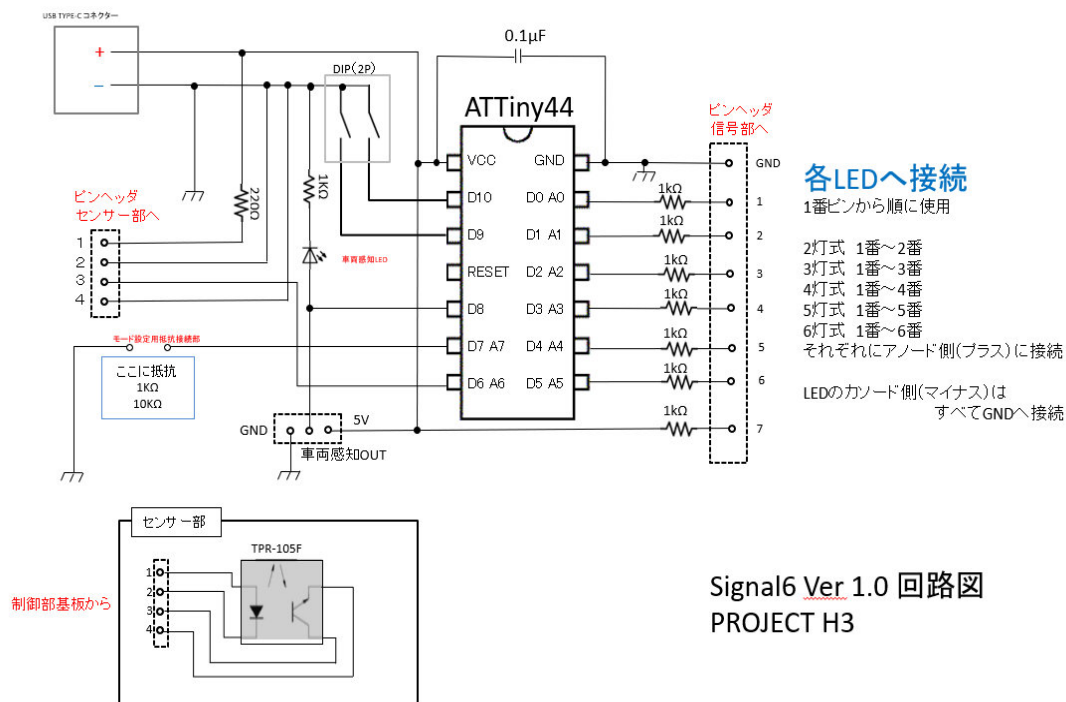 USB TYPE-C コネクター
+
−
0.1µF
DIP(2P)
ATTiny44
ピンヘッダ
信号部へ
VCC
GND
GND
D10
D0 A0
1kΩ
1
D9
D1 A1
1kΩ
2
RESET
D2 A2
1kΩ
3
D8
D3 A3
1kΩ
4
D7 A7
D4 A4
1kΩ
5
D6 A6
D5 A5
1kΩ
6
1kΩ
7
1KΩ
220Ω
ピンヘッダ
センサー部へ
1
2
3
4
車両感知LED
モード設定用抵抗接続部
ここに抵抗
1KΩ
10KΩ
GND
5V
車両感知OUT
各LEDへ接続
1番ピンから順に使用
2灯式 1番～2番
3灯式 1番～3番
4灯式 1番～4番
5灯式 1番～5番
6灯式 1番～6番
それぞれにアノード側(プラス)に接続
LEDのカソード側(マイナス)は
すべてGNDへ接続
センサー部
TPR-105F
1
2
3
4
制御部基板から
Signal6 Ver 1.0 回路図
PROJECT H3